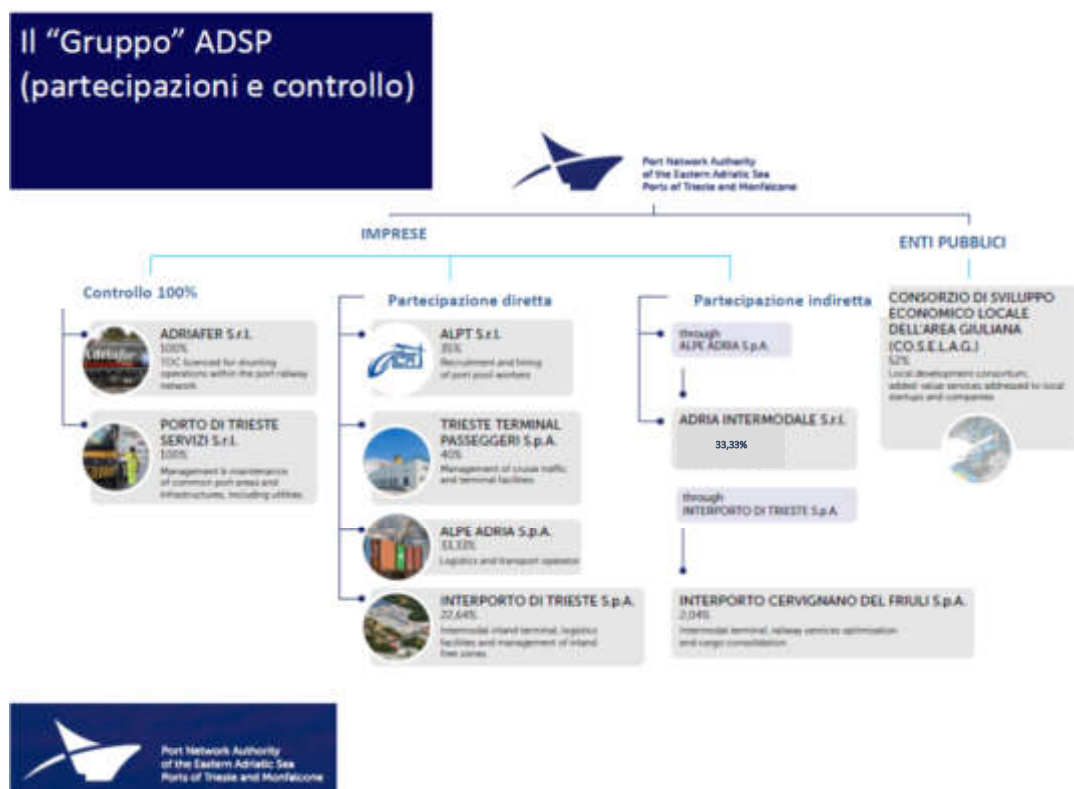 Il “Gruppo” ADSP
(partecipazioni e controllo)
Port Network Authority
of the Eastern Adriatic Sea
Ports of Trieste and Monfalcone
IMPRESE
ENTI PUBBLICI
Controllo 100%
ADRIAFER S.r.l.
100%
TOC licenced for shunting
operations within the port railway
network
PORTO DI TRIESTE
SERVIZI S.r.l.
100%
Management & maintenance
of common port areas and
infrastructures, including utilities
Partecipazione diretta
ALPT S.r.l.
35%
Recruitment and hiring
of port pool workers
TRIESTE TERMINAL
PASSEGGERI S.p.A.
40%
Management of cruise traffic
and terminal facilities
ALPE ADRIA S.p.A.
33,33%
Logistics and transport operator
INTERPORTO DI TRIESTE S.p.A.
22,64%
Intermodal inland terminal, logistics
facilities and management of inland
free zones
Partecipazione indiretta
through
ALPE ADRIA S.p.A.
ADRIA INTERMODALE S.r.l.
33,33%
through
INTERPORTO DI TRIESTE S.p.A.
INTERPORTO CERVIGNANO DEL FRIULI S.p.A.
2,04%
Intermodal terminal, railway services optimisation
and cargo consolidation
CONSORZIO DI SVILUPPO
ECONOMICO LOCALE
DELL'AREA GIULIANA
(CO.S.E.L.A.G.)
52%
Local development consortium,
added value services addressed to local
startups and companies
Port Network Authority
of the Eastern Adriatic Sea
Ports of Trieste and Monfalcone